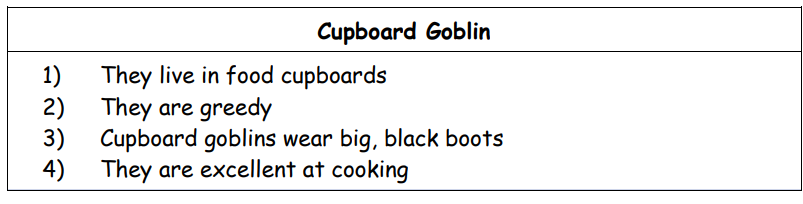 Cupboard Goblin
1) They live in food cupboards
2) They are greedy
3) Cupboard goblins wear big, black boots
4) They are excellent at cooking